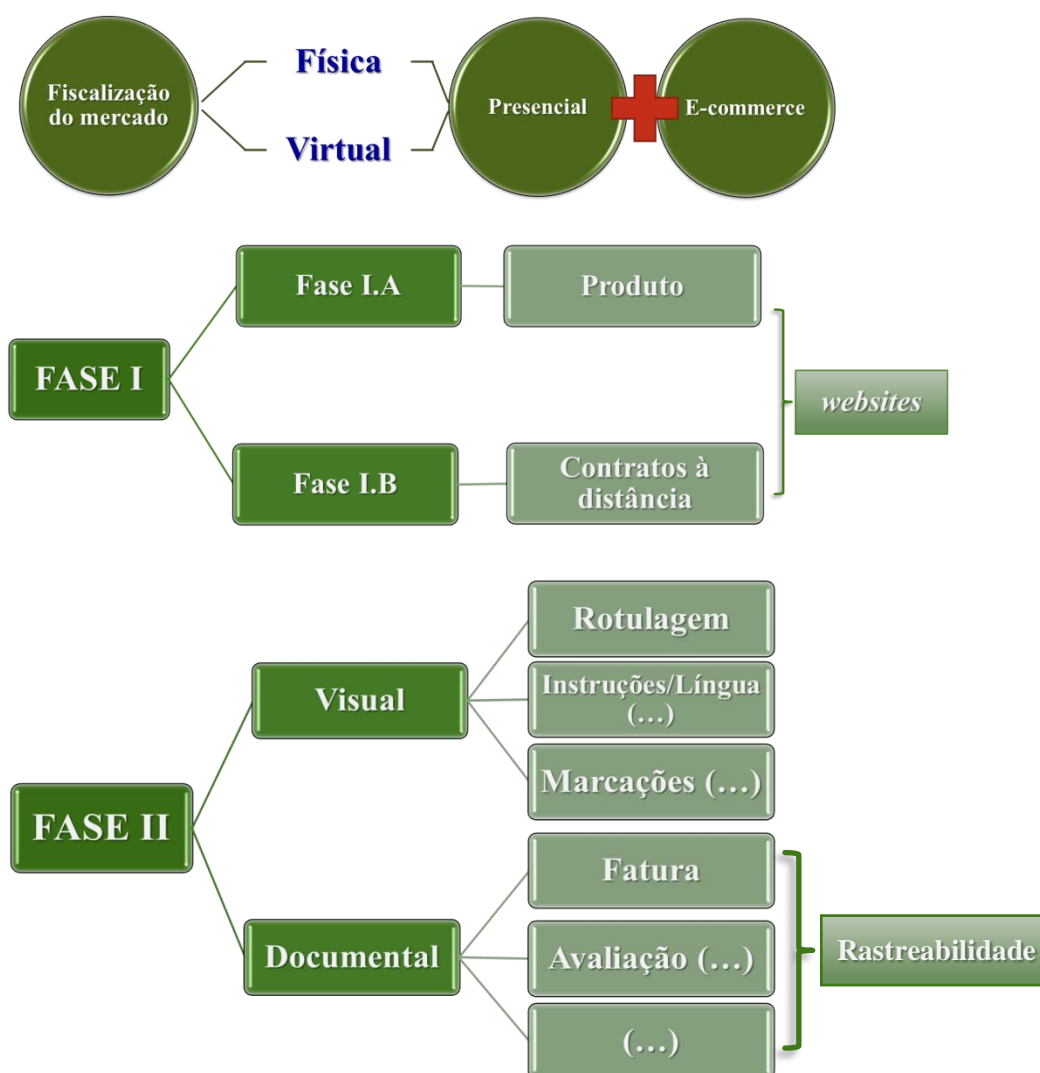 Fiscalização
do mercado
Física
Virtual
Presencial
E-commerce
FASE I
Fase I.A
Produto
Fase I.B
Contratos à
distância
websites
FASE II
Visual
Rotulagem
Instruções/Língua
(…)
Marcações (…)
Documental
Fatura
Avaliação (…)
(…)
Rastreabilidade